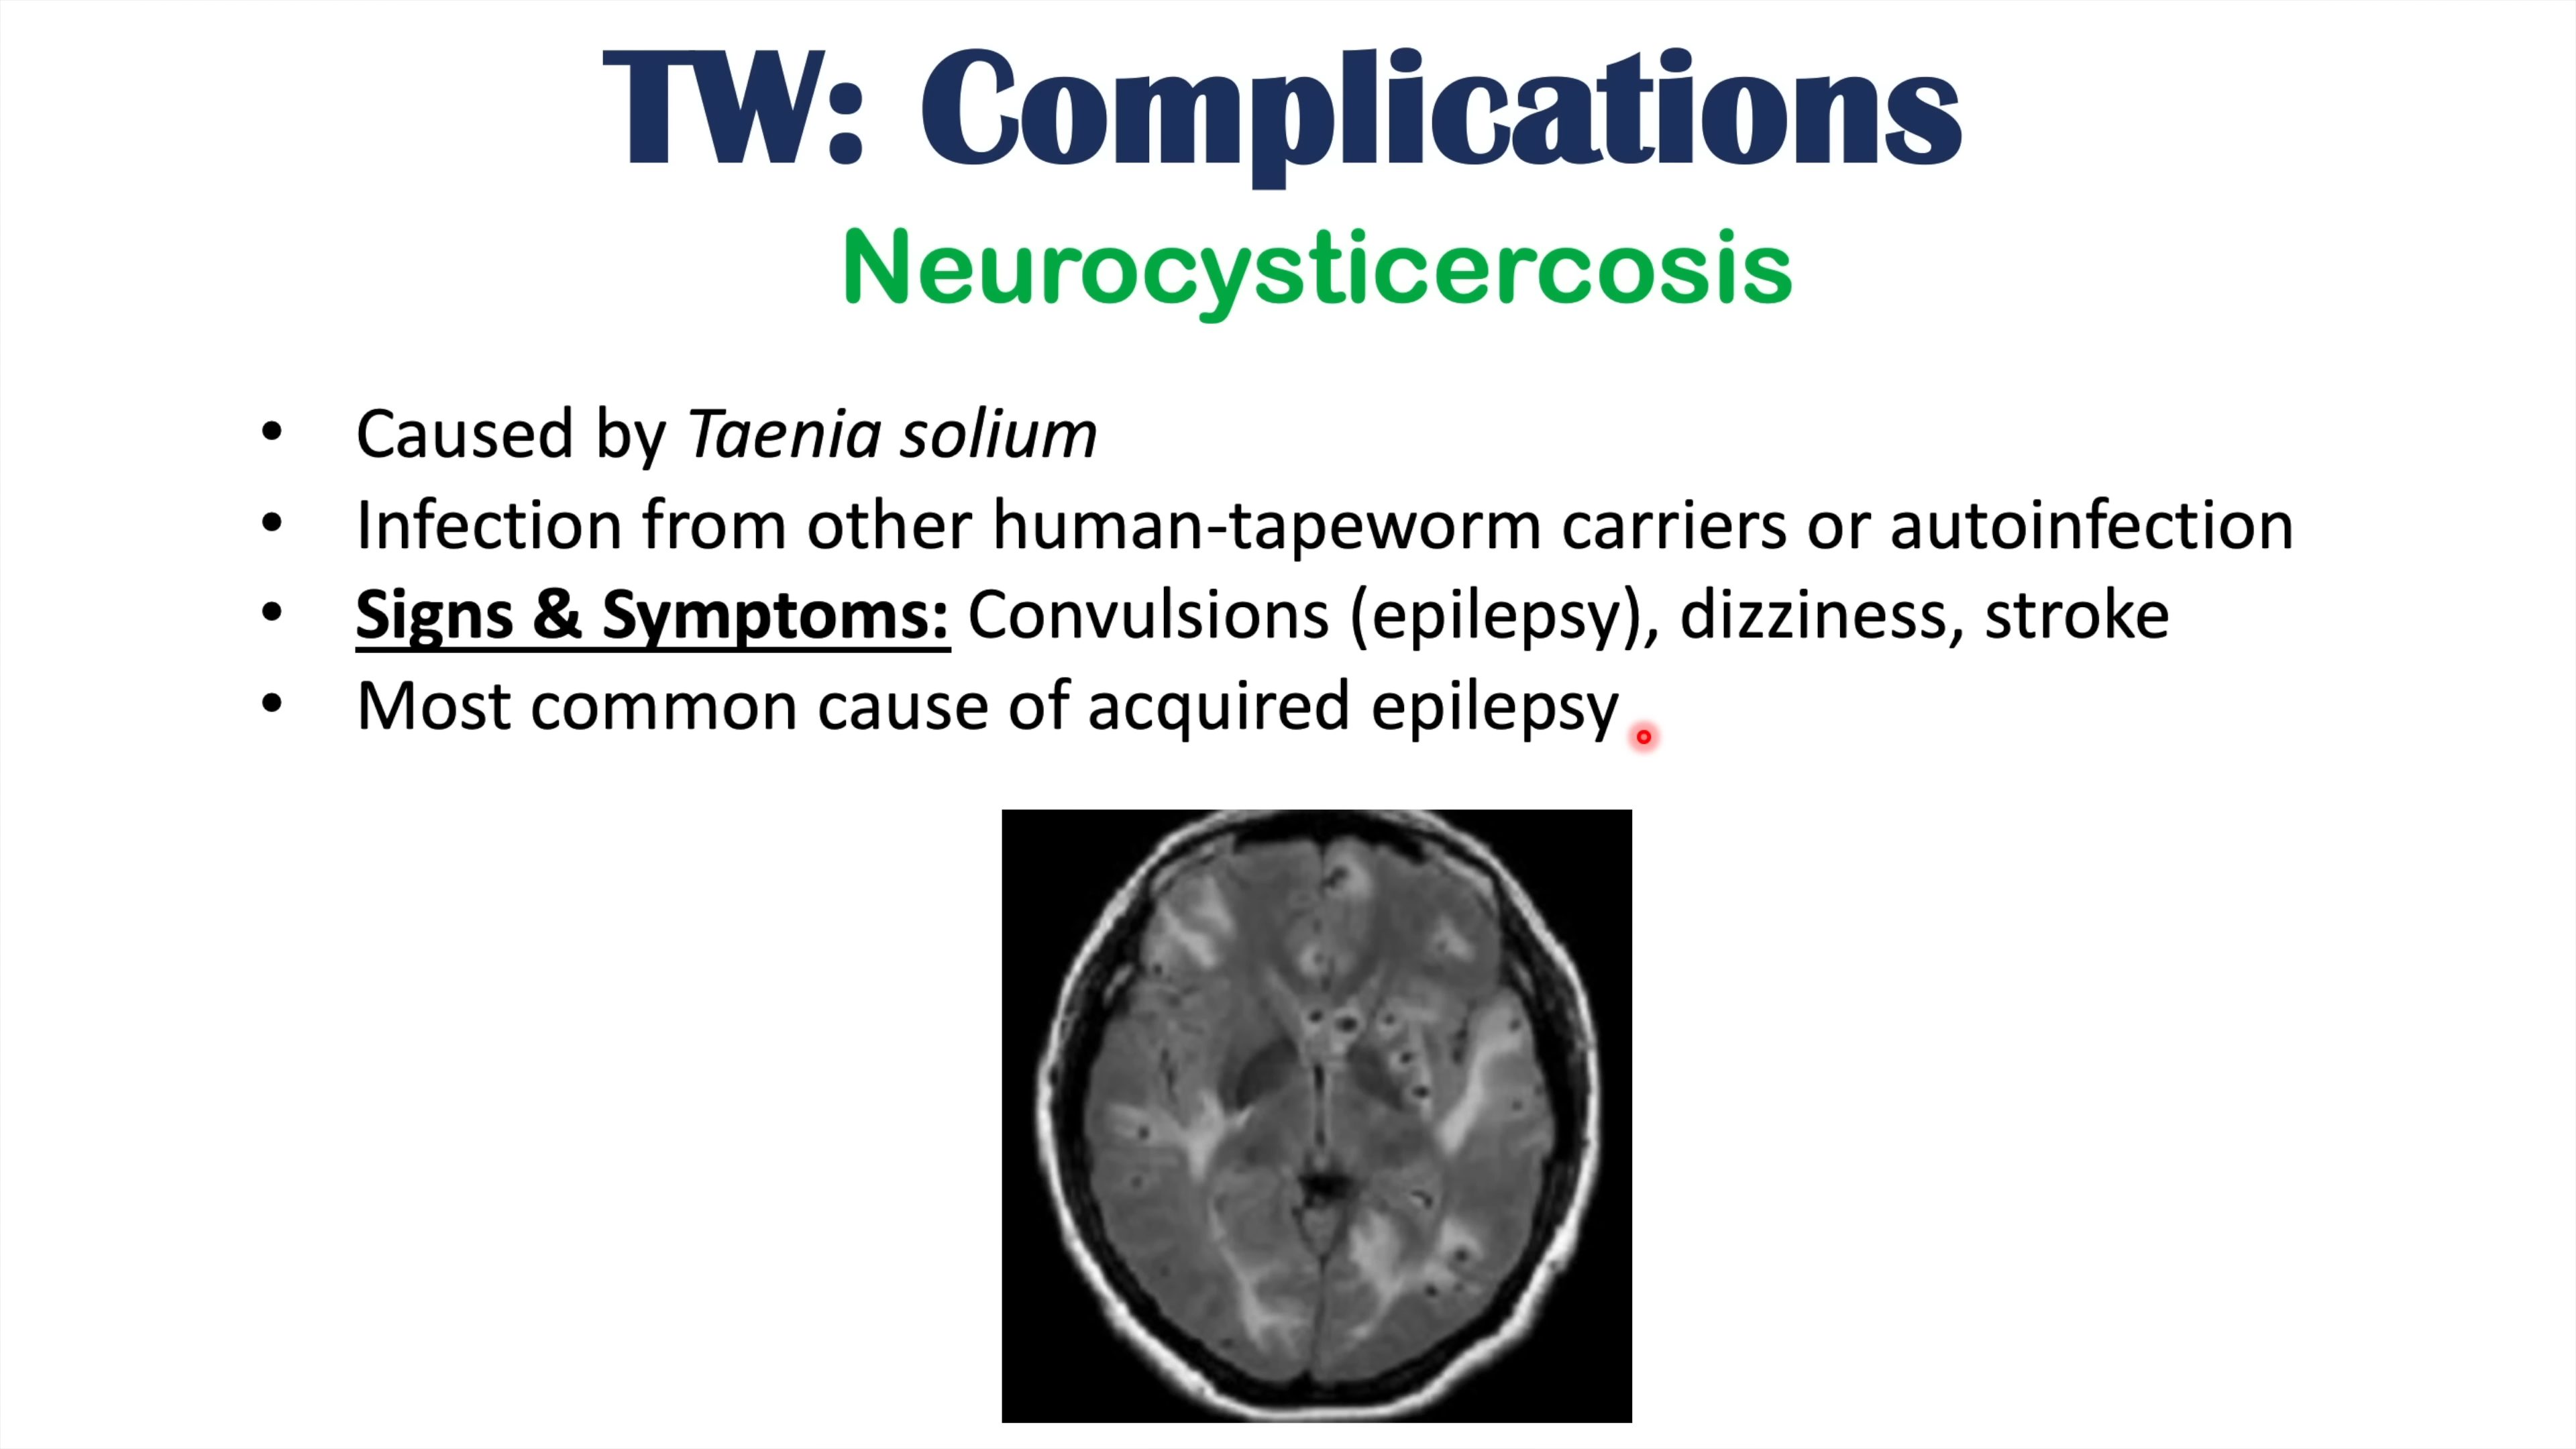 TW: Complications
Neurocysticercosis
• Caused by Taenia solium
• Infection from other human-tapeworm carriers or autoinfection
• Signs & Symptoms: Convulsions (epilepsy), dizziness, stroke
• Most common cause of acquired epilepsy